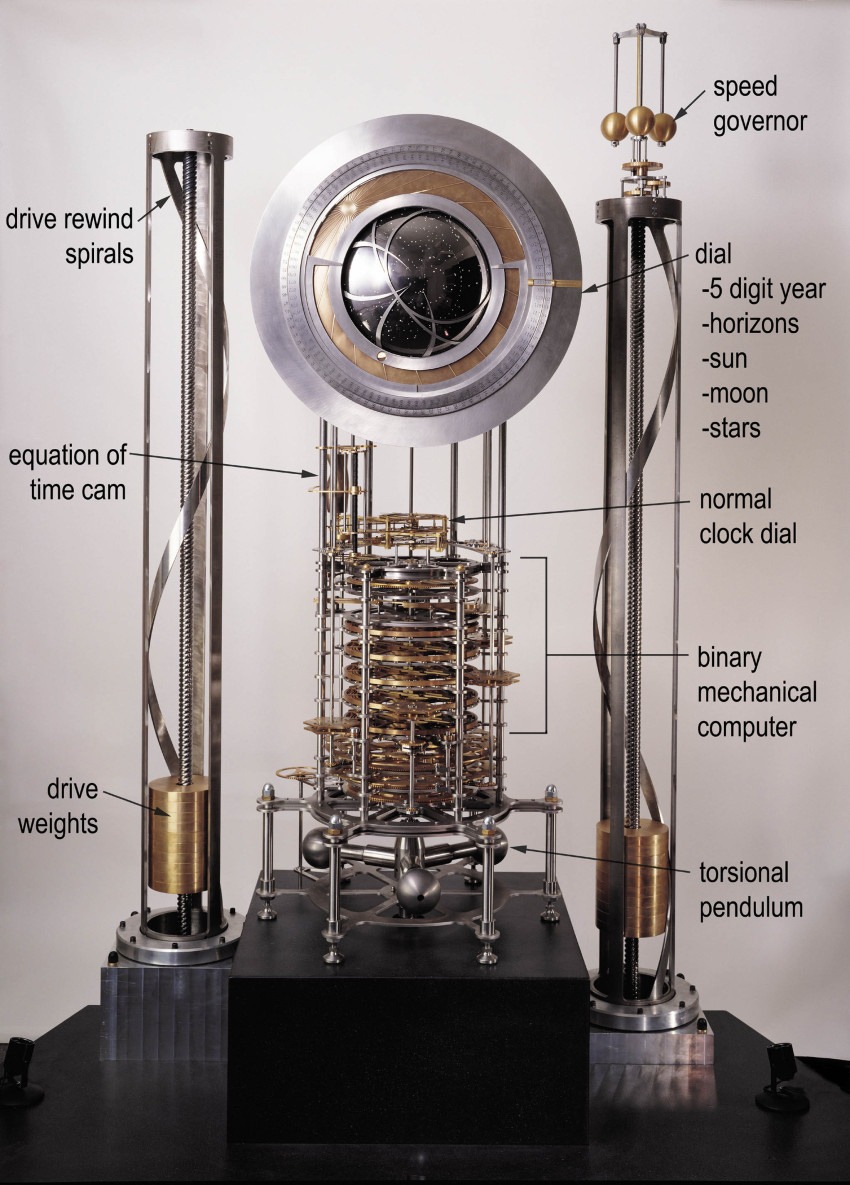 speed
governor
drive rewind
spirals
dial
-5 digit year
-horizons
-sun
-moon
-stars
equation of
time cam
normal
clock dial
binary
mechanical
computer
drive
weights
torsional
pendulum